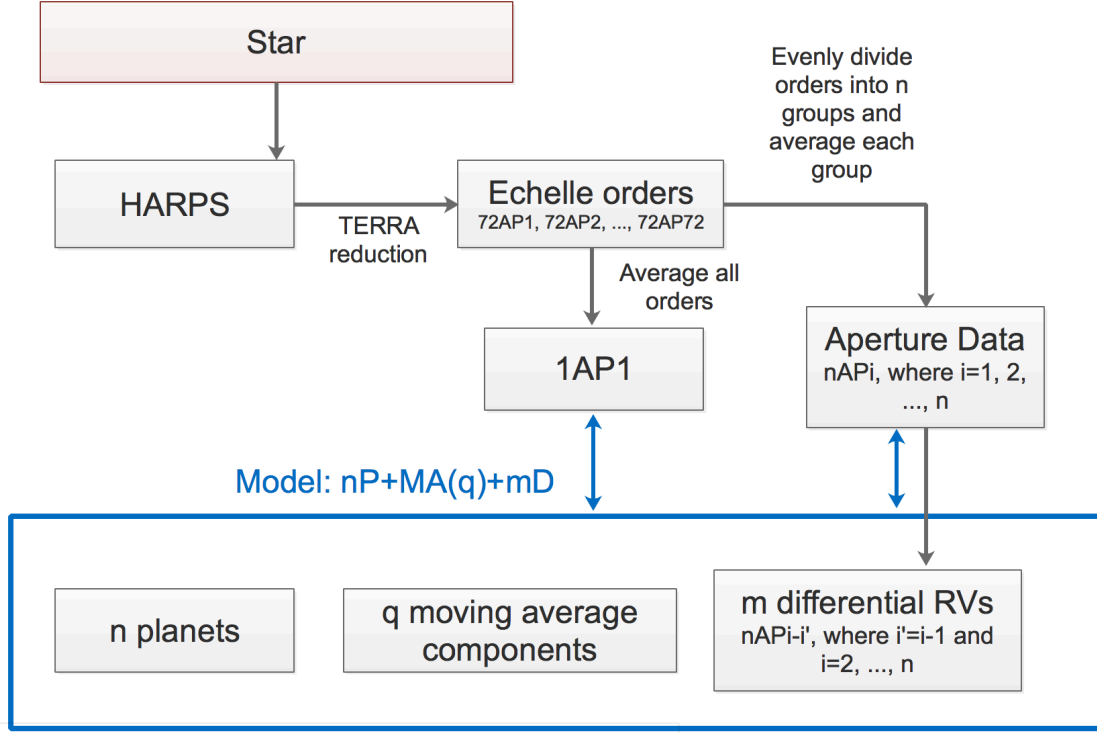 Star
Evenly divide
orders into n
groups and
average each
group
HARPS
TERRA
reduction
Echelle orders
72AP1, 72AP2, ..., 72AP72
Average all
orders
1AP1
Aperture Data
nAPi, where i=1, 2,
..., n
Model: nP+MA(q)+mD
n planets
q moving average
components
m differential RVs
nAPi-i', where i'=i-1 and
i=2, ..., n